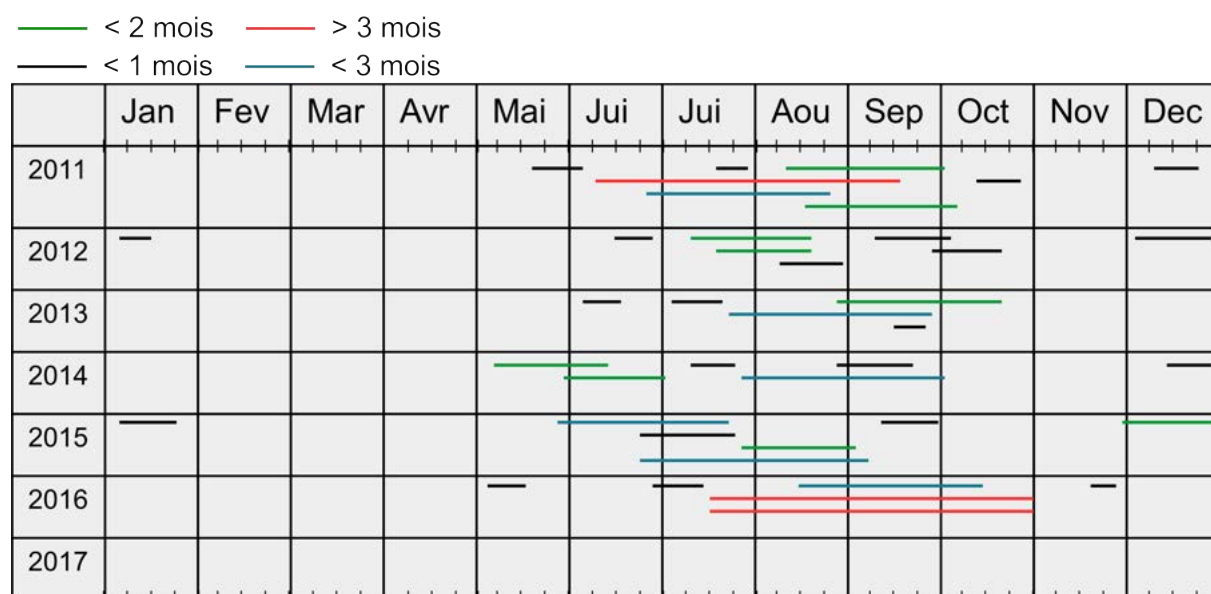 < 2 mois > 3 mois
< 1 mois < 3 mois
Jan Fev Mar Avr Mai Jui Jui Aou Sep Oct Nov Dec
2011
2012
2013
2014
2015
2016
2017